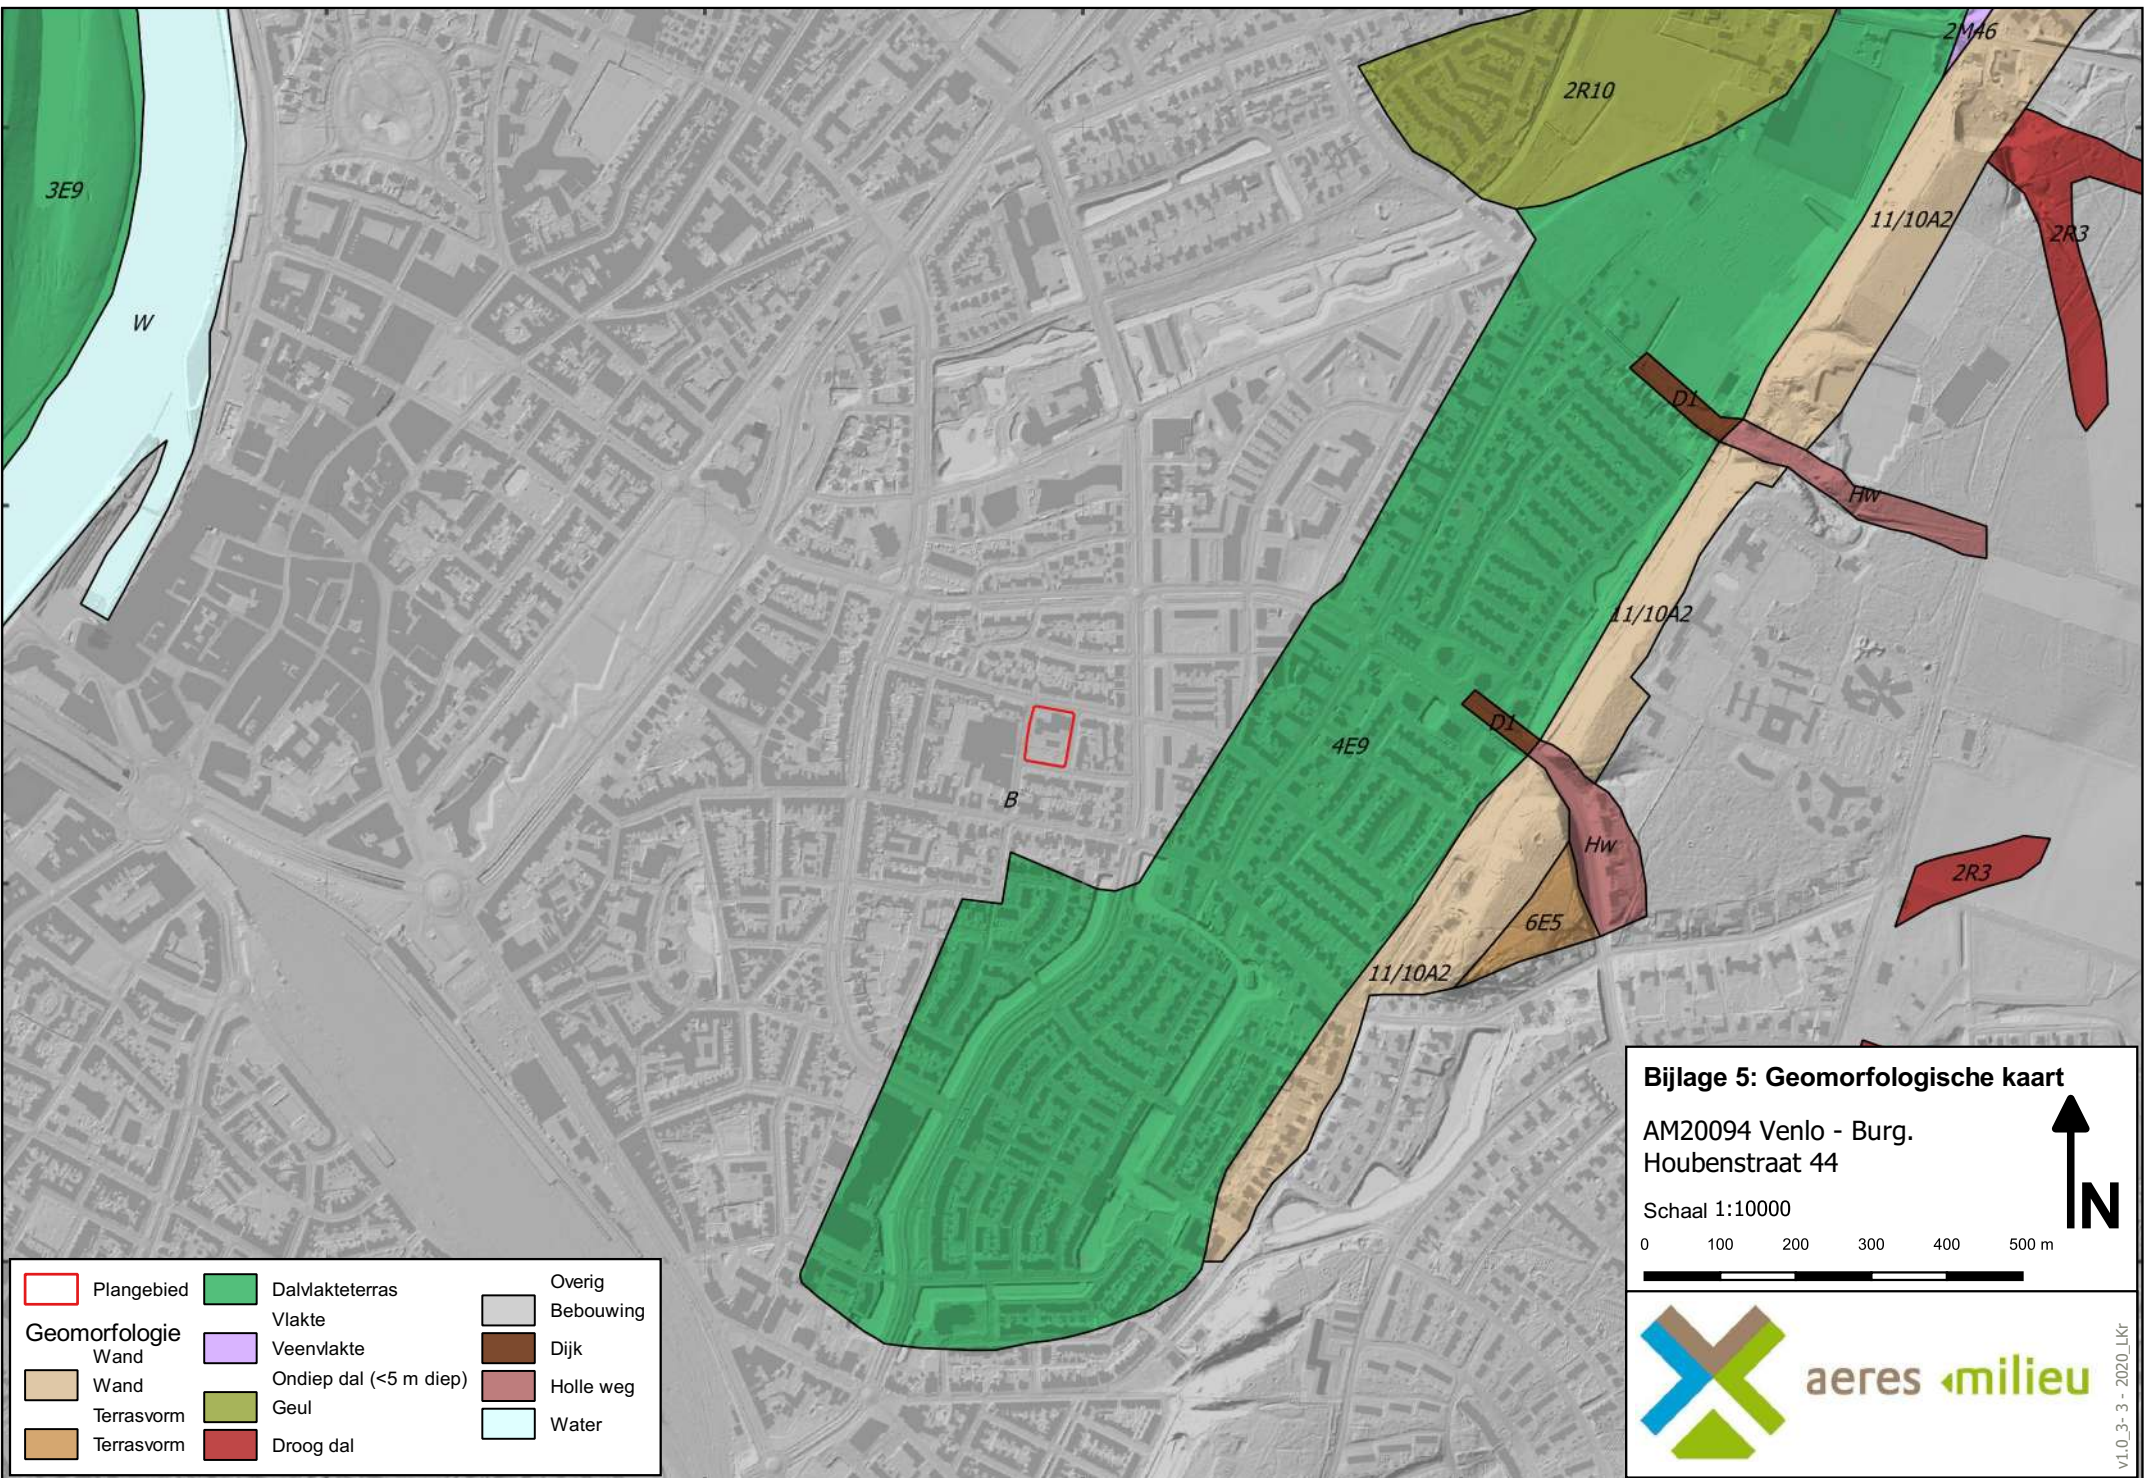 2M46
2R10
3E9
11/10A2
2R3
W
D1
Hw
11/10A2
D1
4E9
B
Hw
2R3
6E5
11/10A2
Bijlage 5: Geomorfologische kaart
AM20094 Venlo - Burg.
Houbenstraat 44
Schaal 1:10000
N
0 100 200 300 400 500 m
aeres milieu
v1.0_3- 3 - 2020_LKr
Plangebied
Geomorfologie
Wand
Wand
Terrasvorm
Terrasvorm
Dalvlakteterras
Vlakte
Veenvlakte
Ondiep dal (<5 m diep)
Geul
Droog dal
Overig
Bebouwing
Dijk
Holle weg
Water